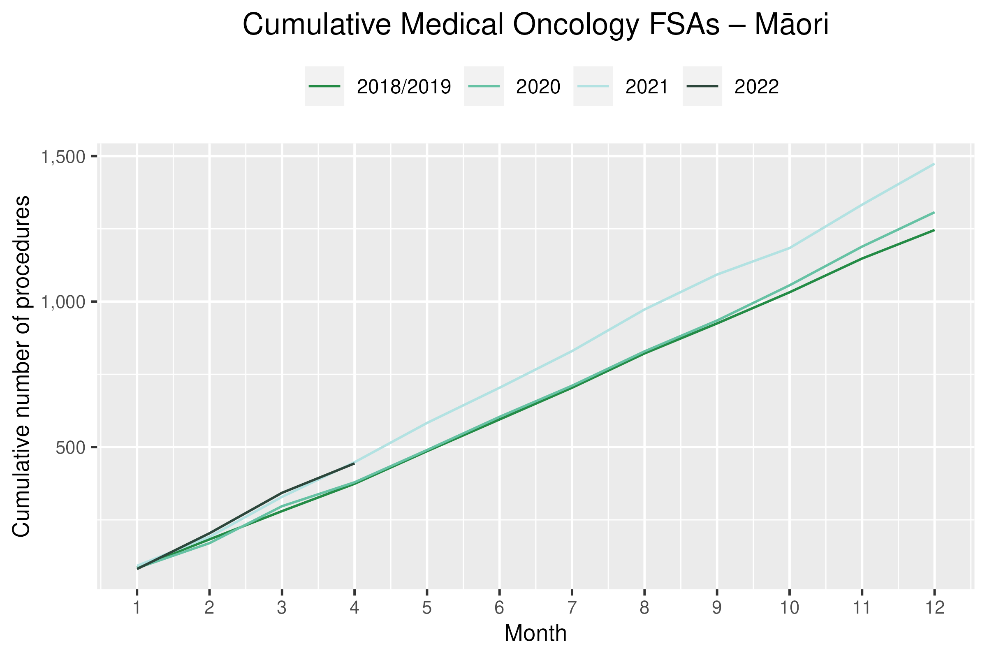 Cumulative Medical Oncology FSAs – Māori
2018/2019 2020 2021 2022
Cumulative number of procedures
1,500
1,000
500
1 2 3 4 5 6 7 8 9 10 11 12
Month